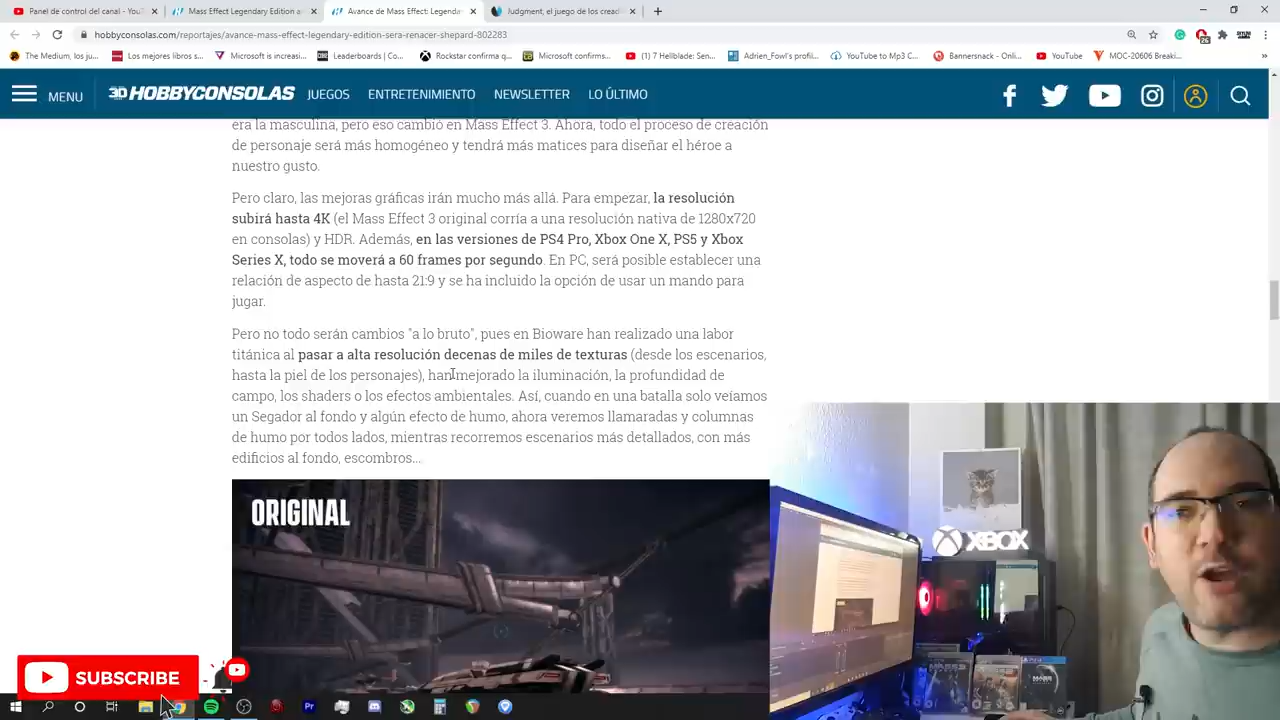 Panel de control del canal - You
Mass Effect Legendary Edition a
Avance de Mass Effect: Legenda
Judgment, el juego de los cread
hobbyconsolas.com/reportajes/avance-mass-effect-legendary-edition-sera-renacer-shepard-802283
The Medium, los ju...
Los mejores libros s...
Microsoft is increasi...
Leaderboards | Co...
Rockstar confirma q...
Microsoft confirms...
(1) 7 Hellblade: Sen...
Adrien_Fowl's profil...
YouTube to Mp3 C...
Bannersnack - Onli...
YouTube
MOC-20606 Breaki...
MENU
HOBBYCONSOLAS
JUEGOS
ENTRETENIMIENTO
NEWSLETTER
LO ÚLTIMO
era la masculina, pero eso cambió en Mass Effect 3. Ahora, todo el proceso de creación
de personaje será más homogéneo y tendrá más matices para diseñar el héroe a
nuestro gusto.
Pero claro, las mejoras gráficas irán mucho más allá. Para empezar, la resolución
subirá hasta 4K (el Mass Effect 3 original corría a una resolución nativa de 1280x720
en consolas) y HDR. Además, en las versiones de PS4 Pro, Xbox One X, PS5 y Xbox
Series X, todo se moverá a 60 frames por segundo. En PC, será posible establecer una
relación de aspecto de hasta 21:9 y se ha incluido la opción de usar un mando para
jugar.
Pero no todo serán cambios "a lo bruto", pues en Bioware han realizado una labor
titánica al pasar a alta resolución decenas de miles de texturas (desde los escenarios,
hasta la piel de los personajes), han mejorado la iluminación, la profundidad de
campo, los shaders o los efectos ambientales. Así, cuando en una batalla solo veíamos
un Segador al fondo y algún efecto de humo, ahora veremos llamaradas y columnas
de humo por todos lados, mientras recorremos escenarios más detallados, con más
edificios al fondo, escombros...
ORIGINAL
XBOX
SUBSCRIBE